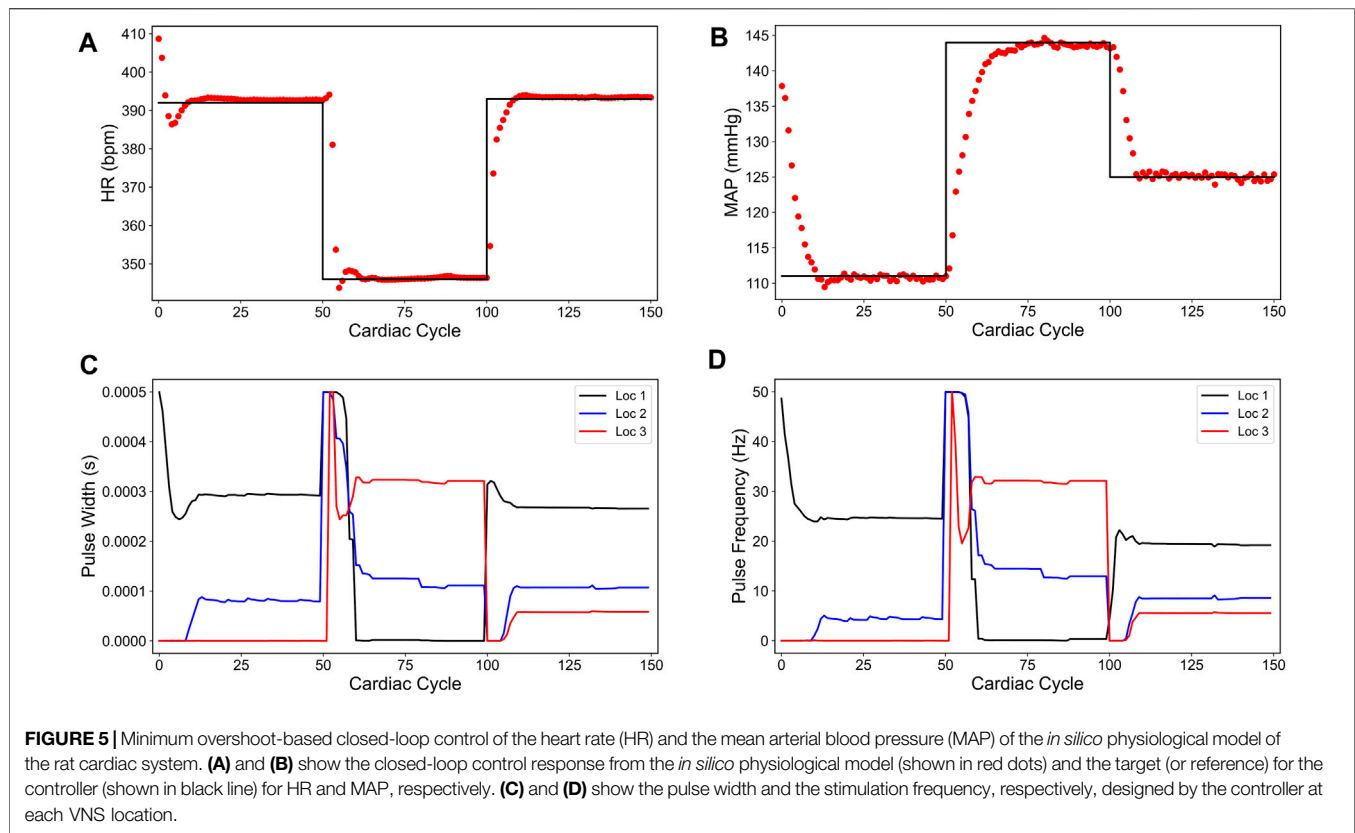 A
410
400
390
380
370
360
350
HR (bpm)
0
25
50
75
100
125
150
Cardiac Cycle
B
145
140
135
130
125
120
115
110
MAP (mmHg)
0
25
50
75
100
125
150
Cardiac Cycle
C
0.0005
0.0004
0.0003
0.0002
0.0001
0.0000
Pulse Width (s)
Loc 1
Loc 2
Loc 3
0
25
50
75
100
125
150
Cardiac Cycle
D
50
40
30
20
10
0
Pulse Frequency (Hz)
Loc 1
Loc 2
Loc 3
0
25
50
75
100
125
150
Cardiac Cycle
FIGURE 5 | Minimum overshoot-based closed-loop control of the heart rate (HR) and the mean arterial blood pressure (MAP) of the in silico physiological model of
the rat cardiac system. (A) and (B) show the closed-loop control response from the in silico physiological model (shown in red dots) and the target (or reference) for the
controller (shown in black line) for HR and MAP, respectively. (C) and (D) show the pulse width and the stimulation frequency, respectively, designed by the controller at
each VNS location.